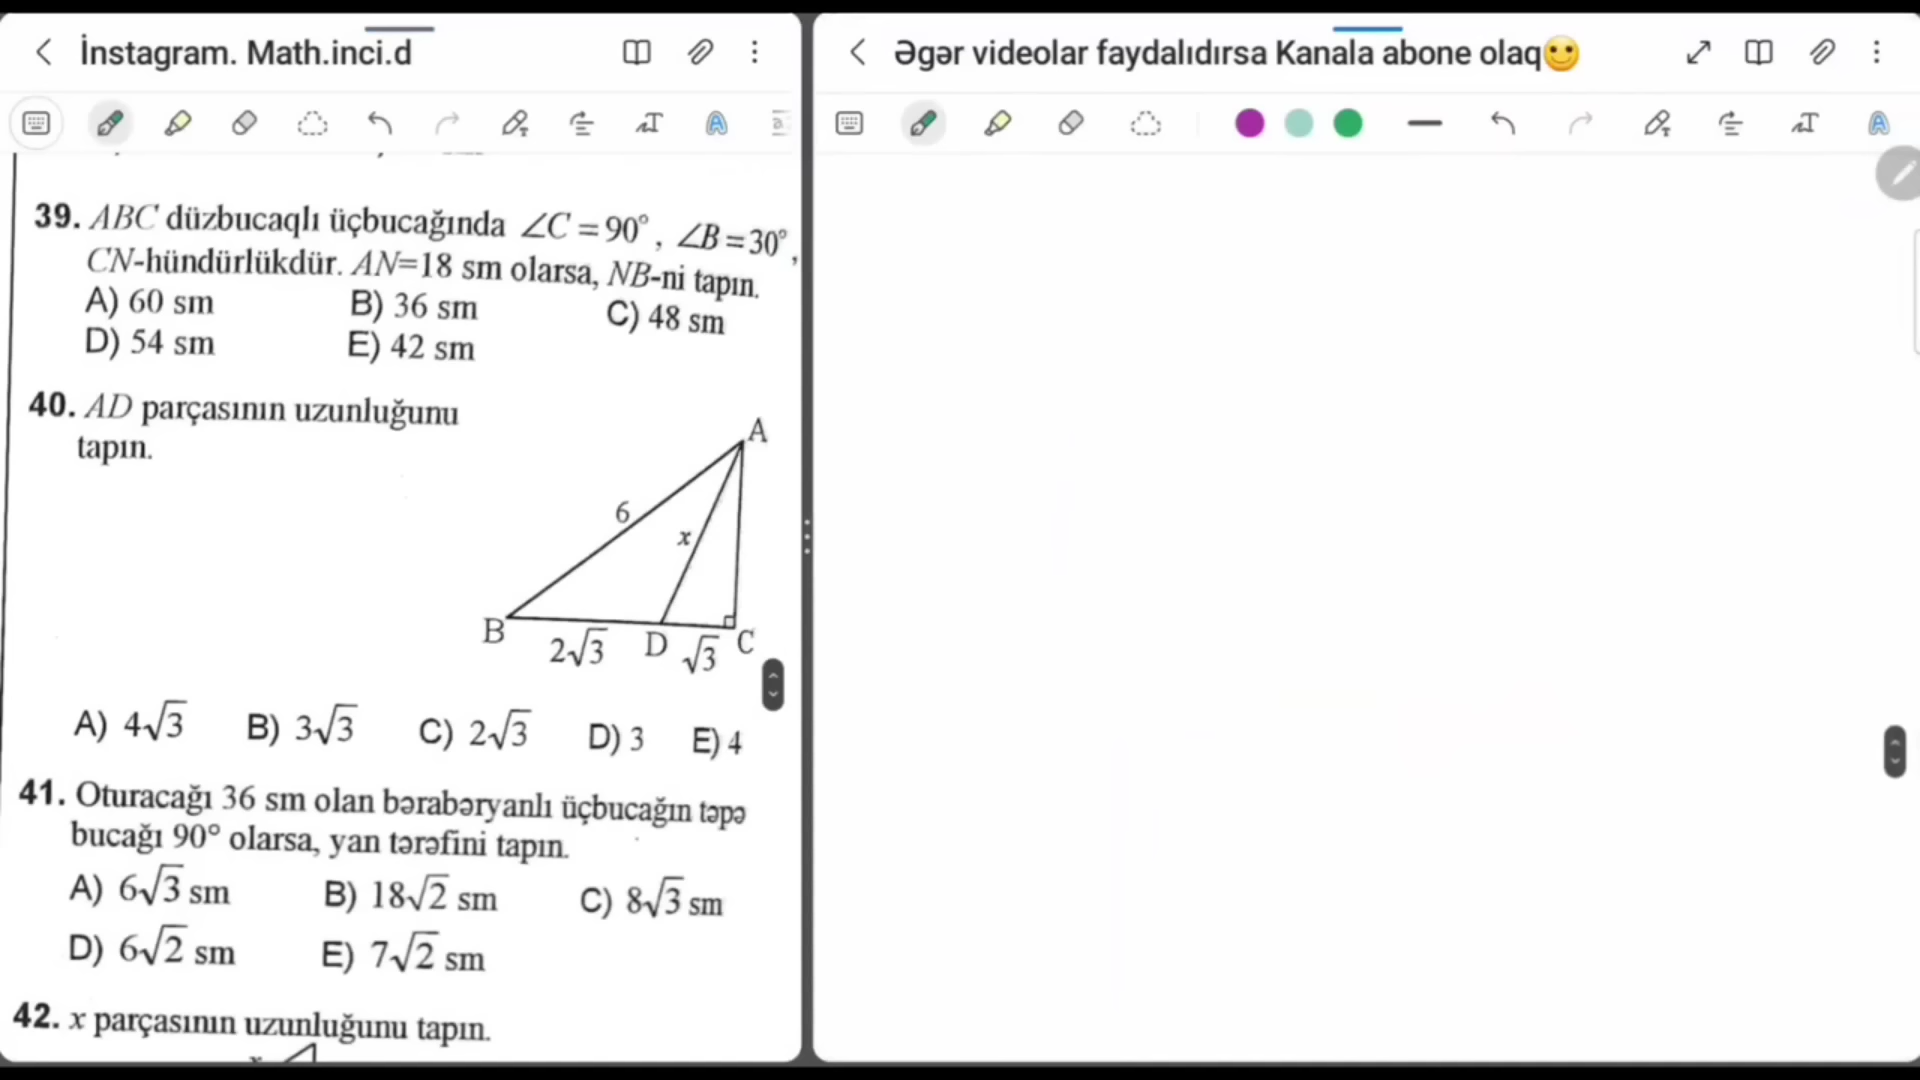 İnstagram. Math.inci.d
Əgər videolar faydalıdırsa Kanala abone olaq🙂
39. ABC düzbucaqlı üçbucağında ∠C = 90°, ∠B = 30°,
CN-hündürlükdür. AN=18 sm olarsa, NB-ni tapın.
A) 60 sm B) 36 sm C) 48 sm
D) 54 sm E) 42 sm
40. AD parçasının uzunluğunu
tapın.
A
6
x
B
2√3
D
√3
C
A) 4√3 B) 3√3 C) 2√3 D) 3 E) 4
41. Oturacağı 36 sm olan bərabəryanlı üçbucağın təpə
bucağı 90° olarsa, yan tərəfini tapın.
A) 6√3 sm B) 18√2 sm C) 8√3 sm
D) 6√2 sm E) 7√2 sm
42. x parçasının uzunluğunu tapın.
x